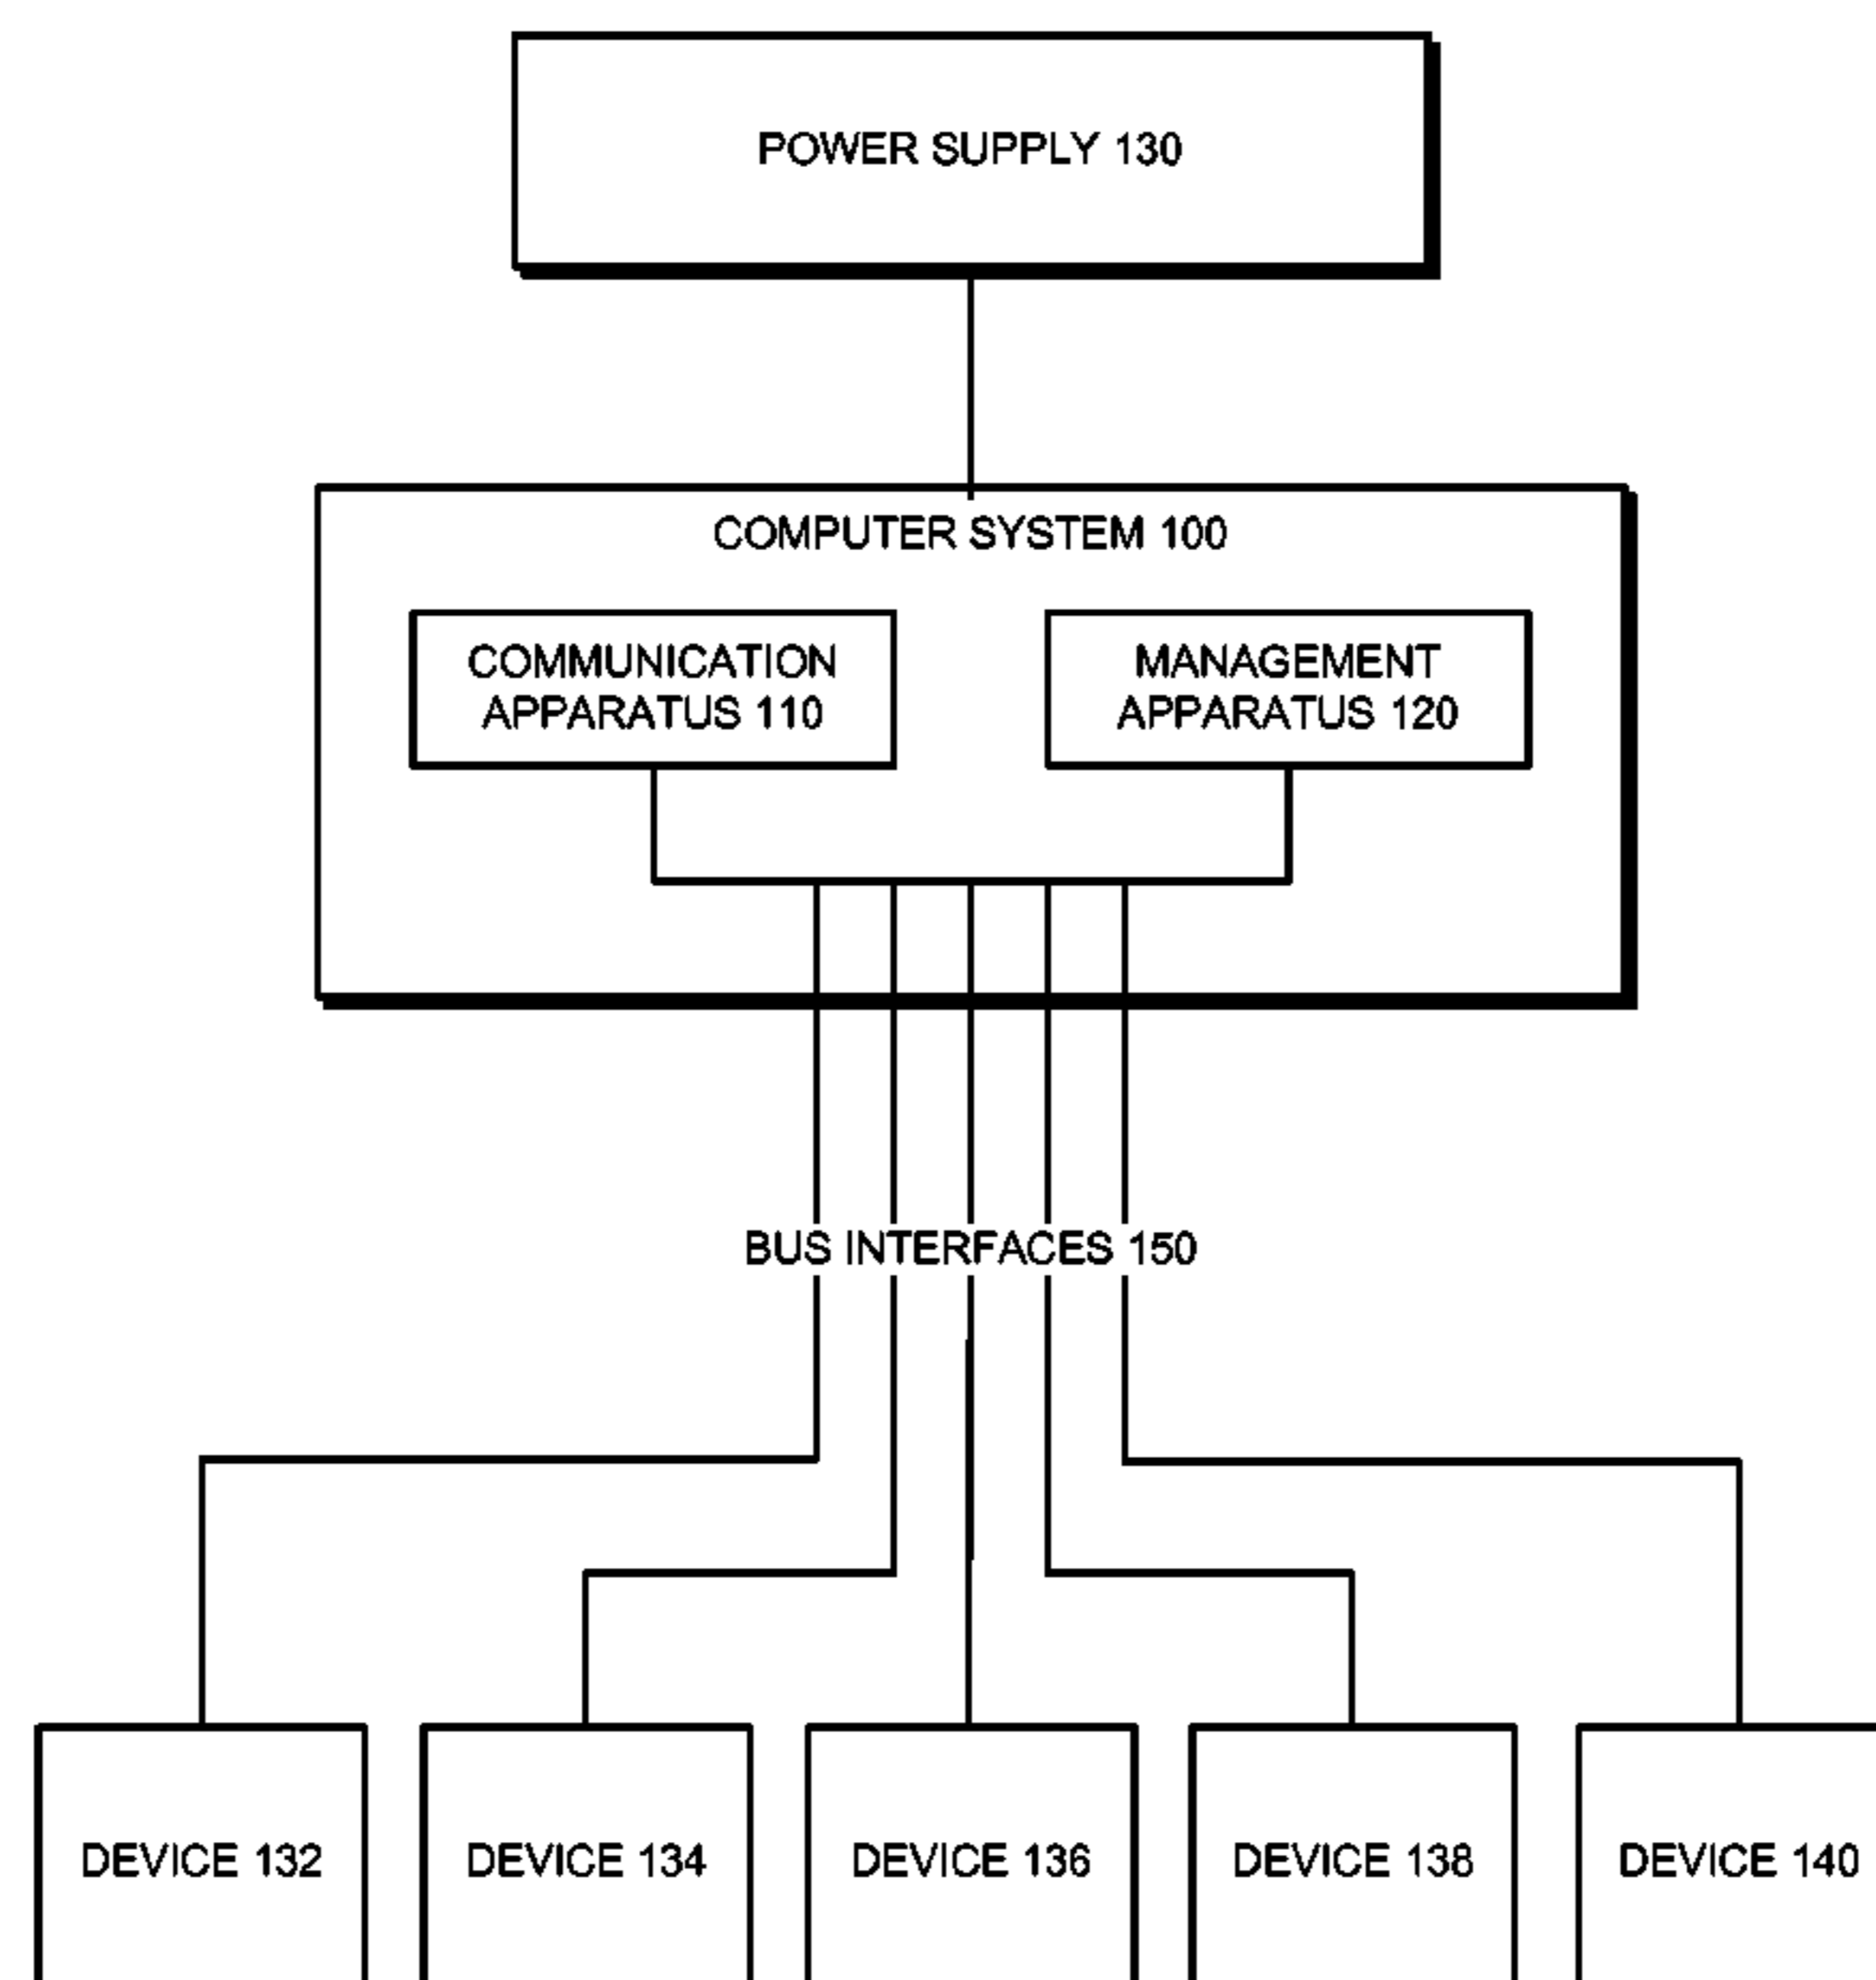 POWER SUPPLY 130
COMPUTER SYSTEM 100
COMMUNICATION
APPARATUS 110
MANAGEMENT
APPARATUS 120
BUS INTERFACES 150
DEVICE 132
DEVICE 134
DEVICE 136
DEVICE 138
DEVICE 140